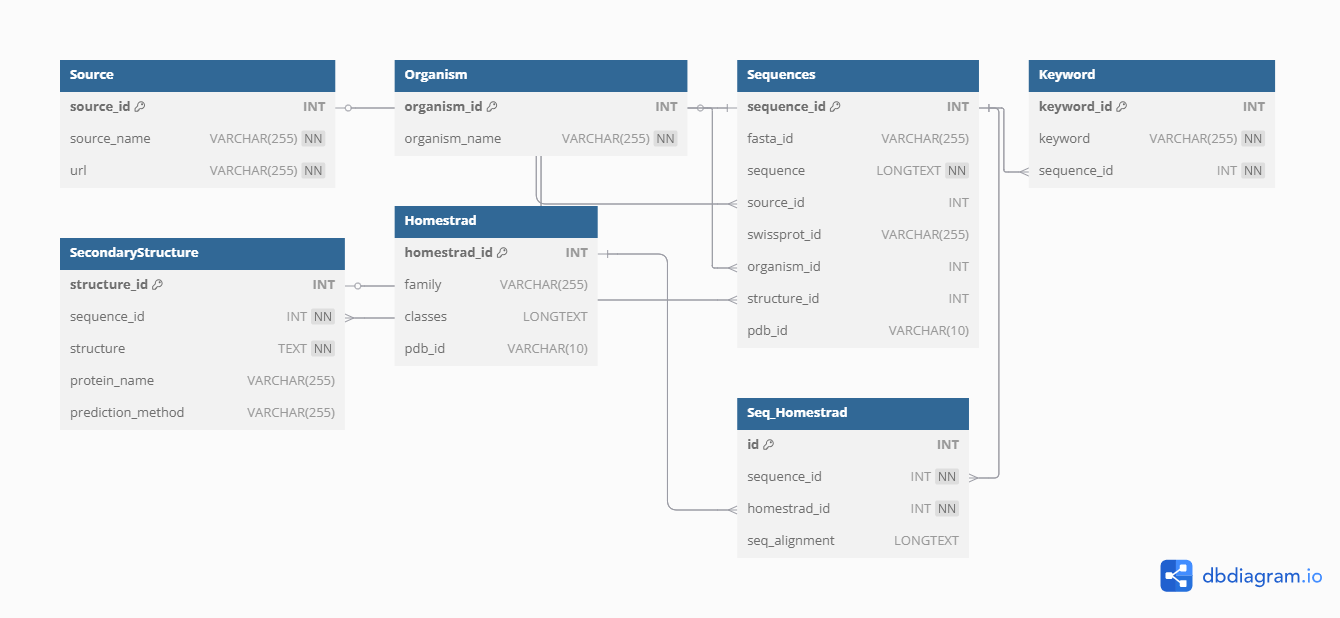 Source
source_id INT
source_name VARCHAR(255) NN
url VARCHAR(255) NN
Organism
organism_id INT
organism_name VARCHAR(255) NN
Sequences
sequence_id INT
fasta_id VARCHAR(255)
sequence LONGTEXT NN
source_id INT
swissprot_id VARCHAR(255)
organism_id INT
structure_id INT
pdb_id VARCHAR(10)
Keyword
keyword_id INT
keyword VARCHAR(255) NN
sequence_id INT NN
Homestrad
homestrad_id INT
family VARCHAR(255)
classes LONGTEXT
pdb_id VARCHAR(10)
SecondaryStructure
structure_id INT
sequence_id INT NN
structure TEXT NN
protein_name VARCHAR(255)
prediction_method VARCHAR(255)
Seq_Homestrad
id INT
sequence_id INT NN
homestrad_id INT NN
seq_alignment LONGTEXT
dbdiagram.io